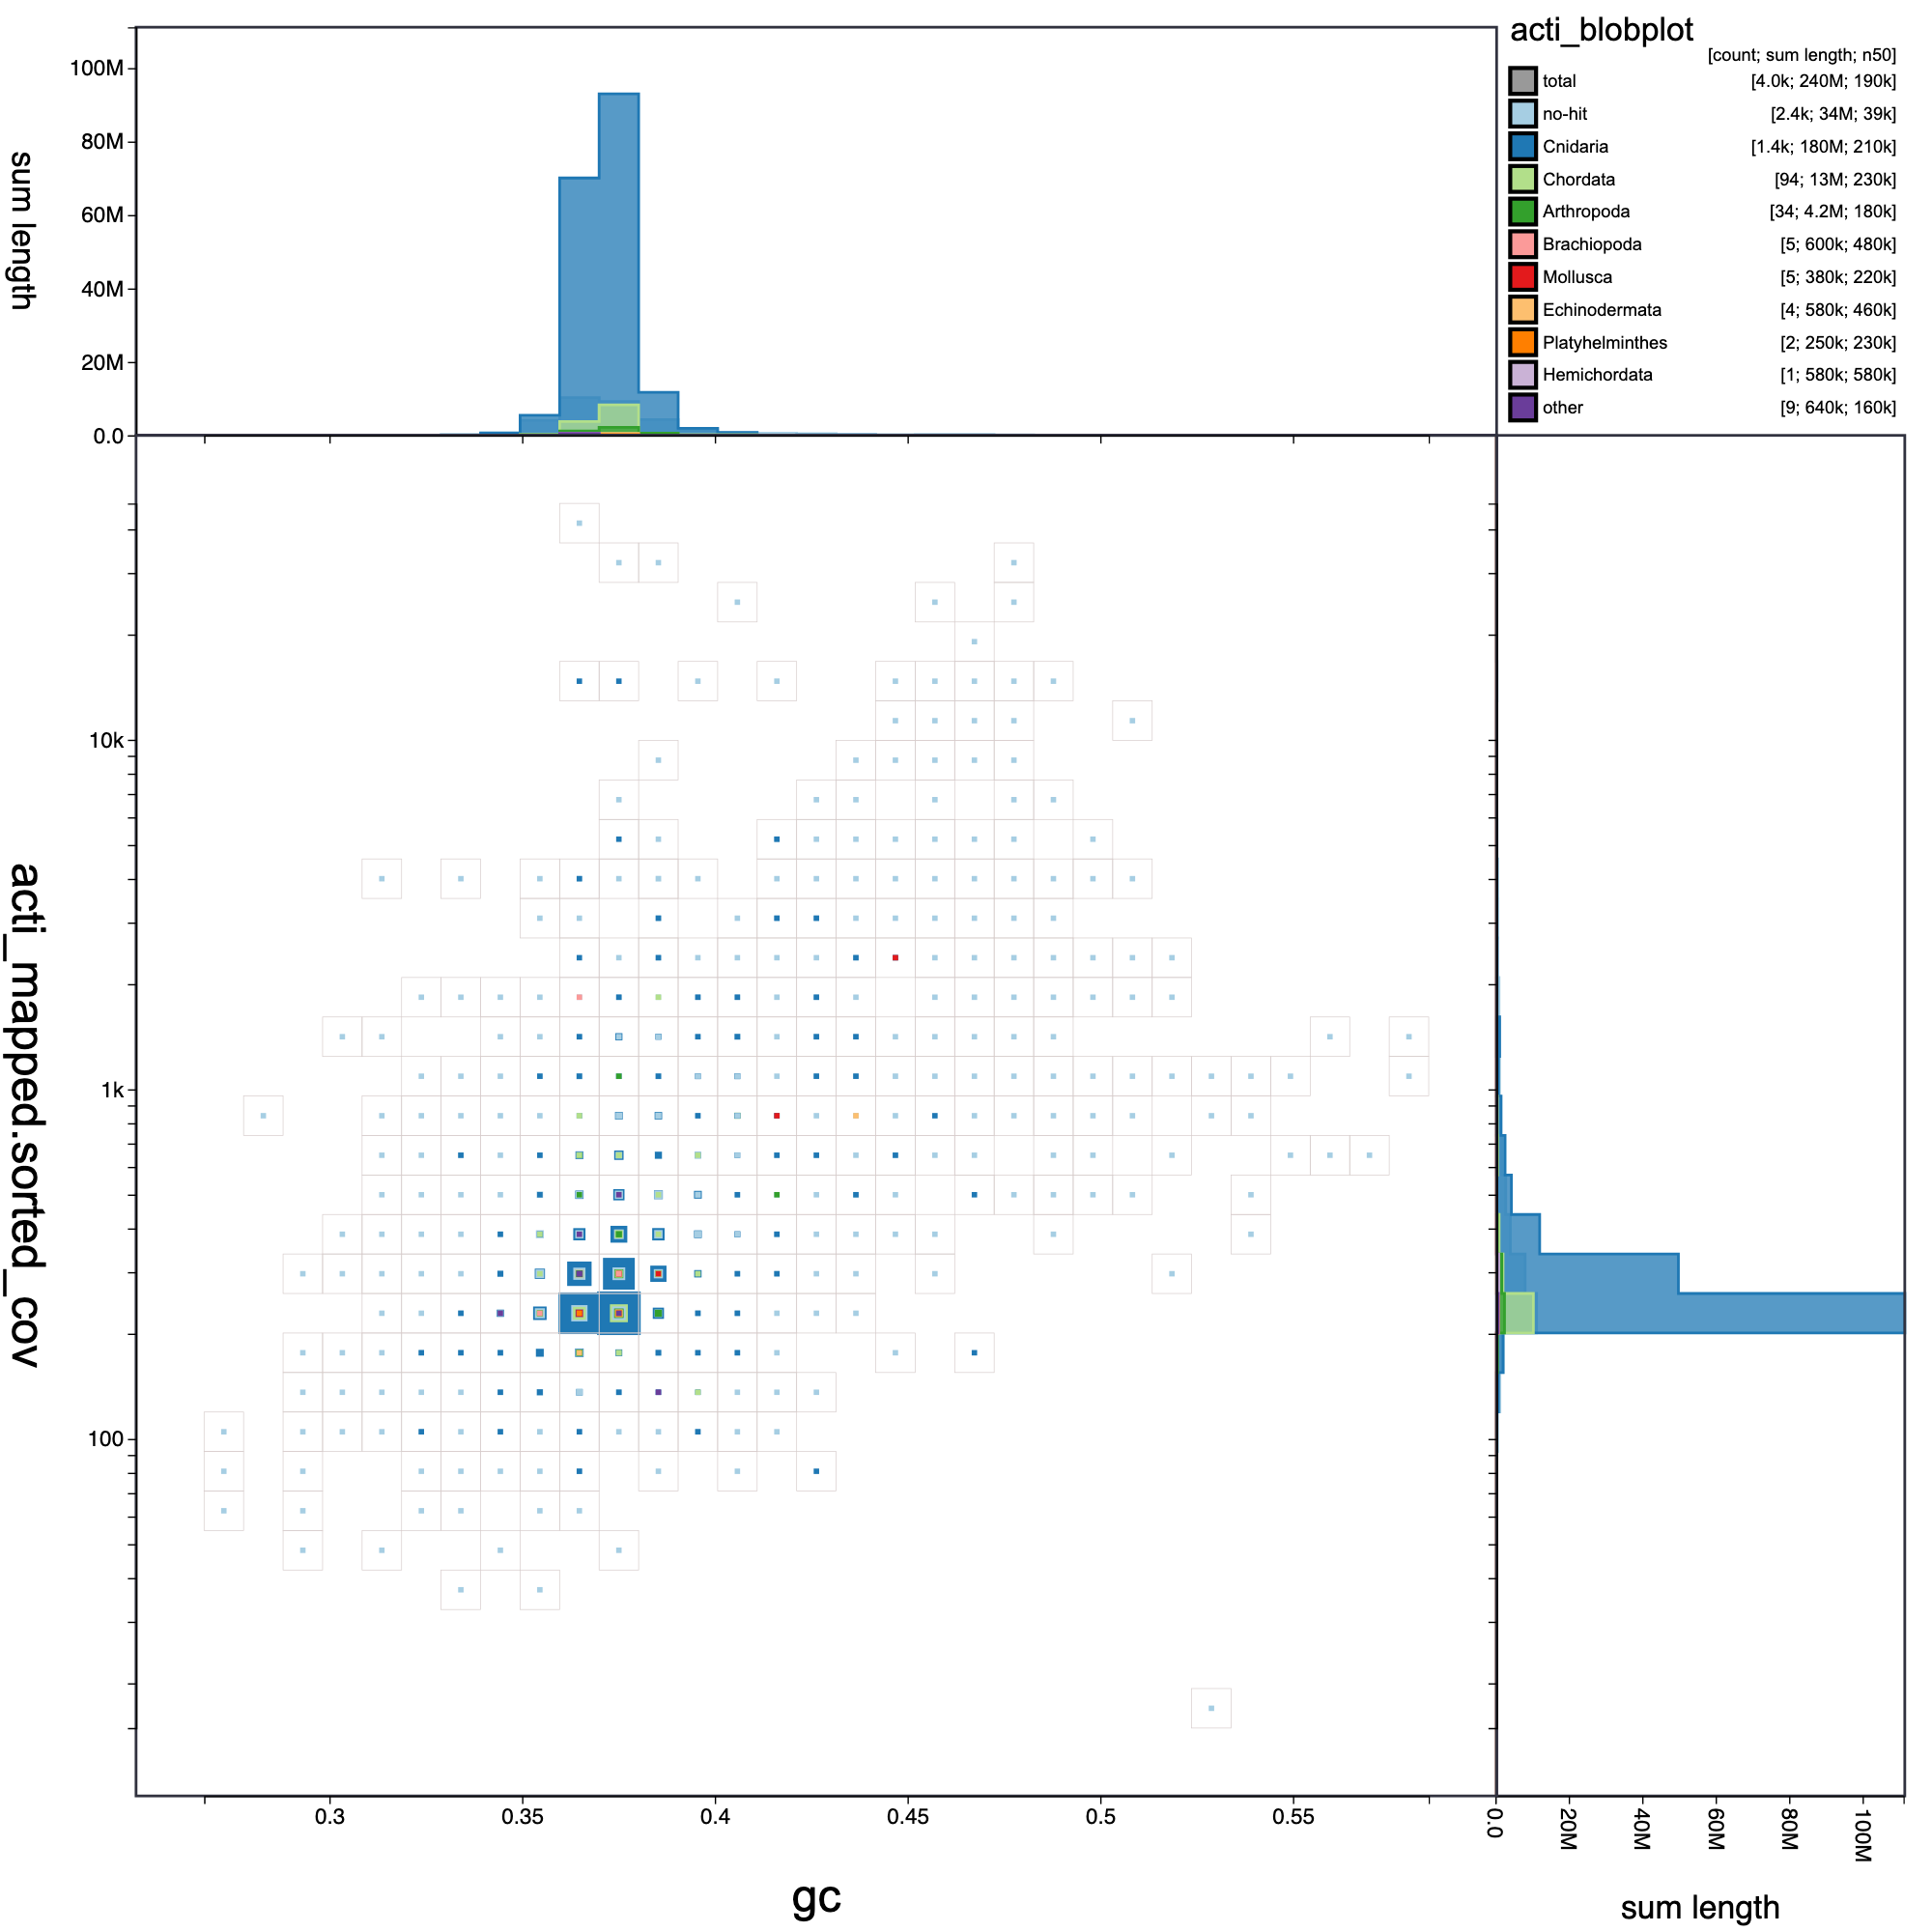 acti_blobplot
[count; sum length; n50]
total [4.0k; 240M; 190k]
no-hit [2.4k; 34M; 39k]
Cnidaria [1.4k; 180M; 210k]
Chordata [94; 13M; 230k]
Arthropoda [34; 4.2M; 180k]
Brachiopoda [5; 600k; 480k]
Mollusca [5; 380k; 220k]
Echinodermata [4; 580k; 460k]
Platyhelminthes [2; 250k; 230k]
Hemichordata [1; 580k; 580k]
other [9; 640k; 160k]
sum length
100M
80M
60M
40M
20M
0.0
acti_mapped.sorted_cov
10k
1k
100
0.3 0.35 0.4 0.45 0.5 0.55
gc
0.0 20M 40M 60M 80M 100M
sum length